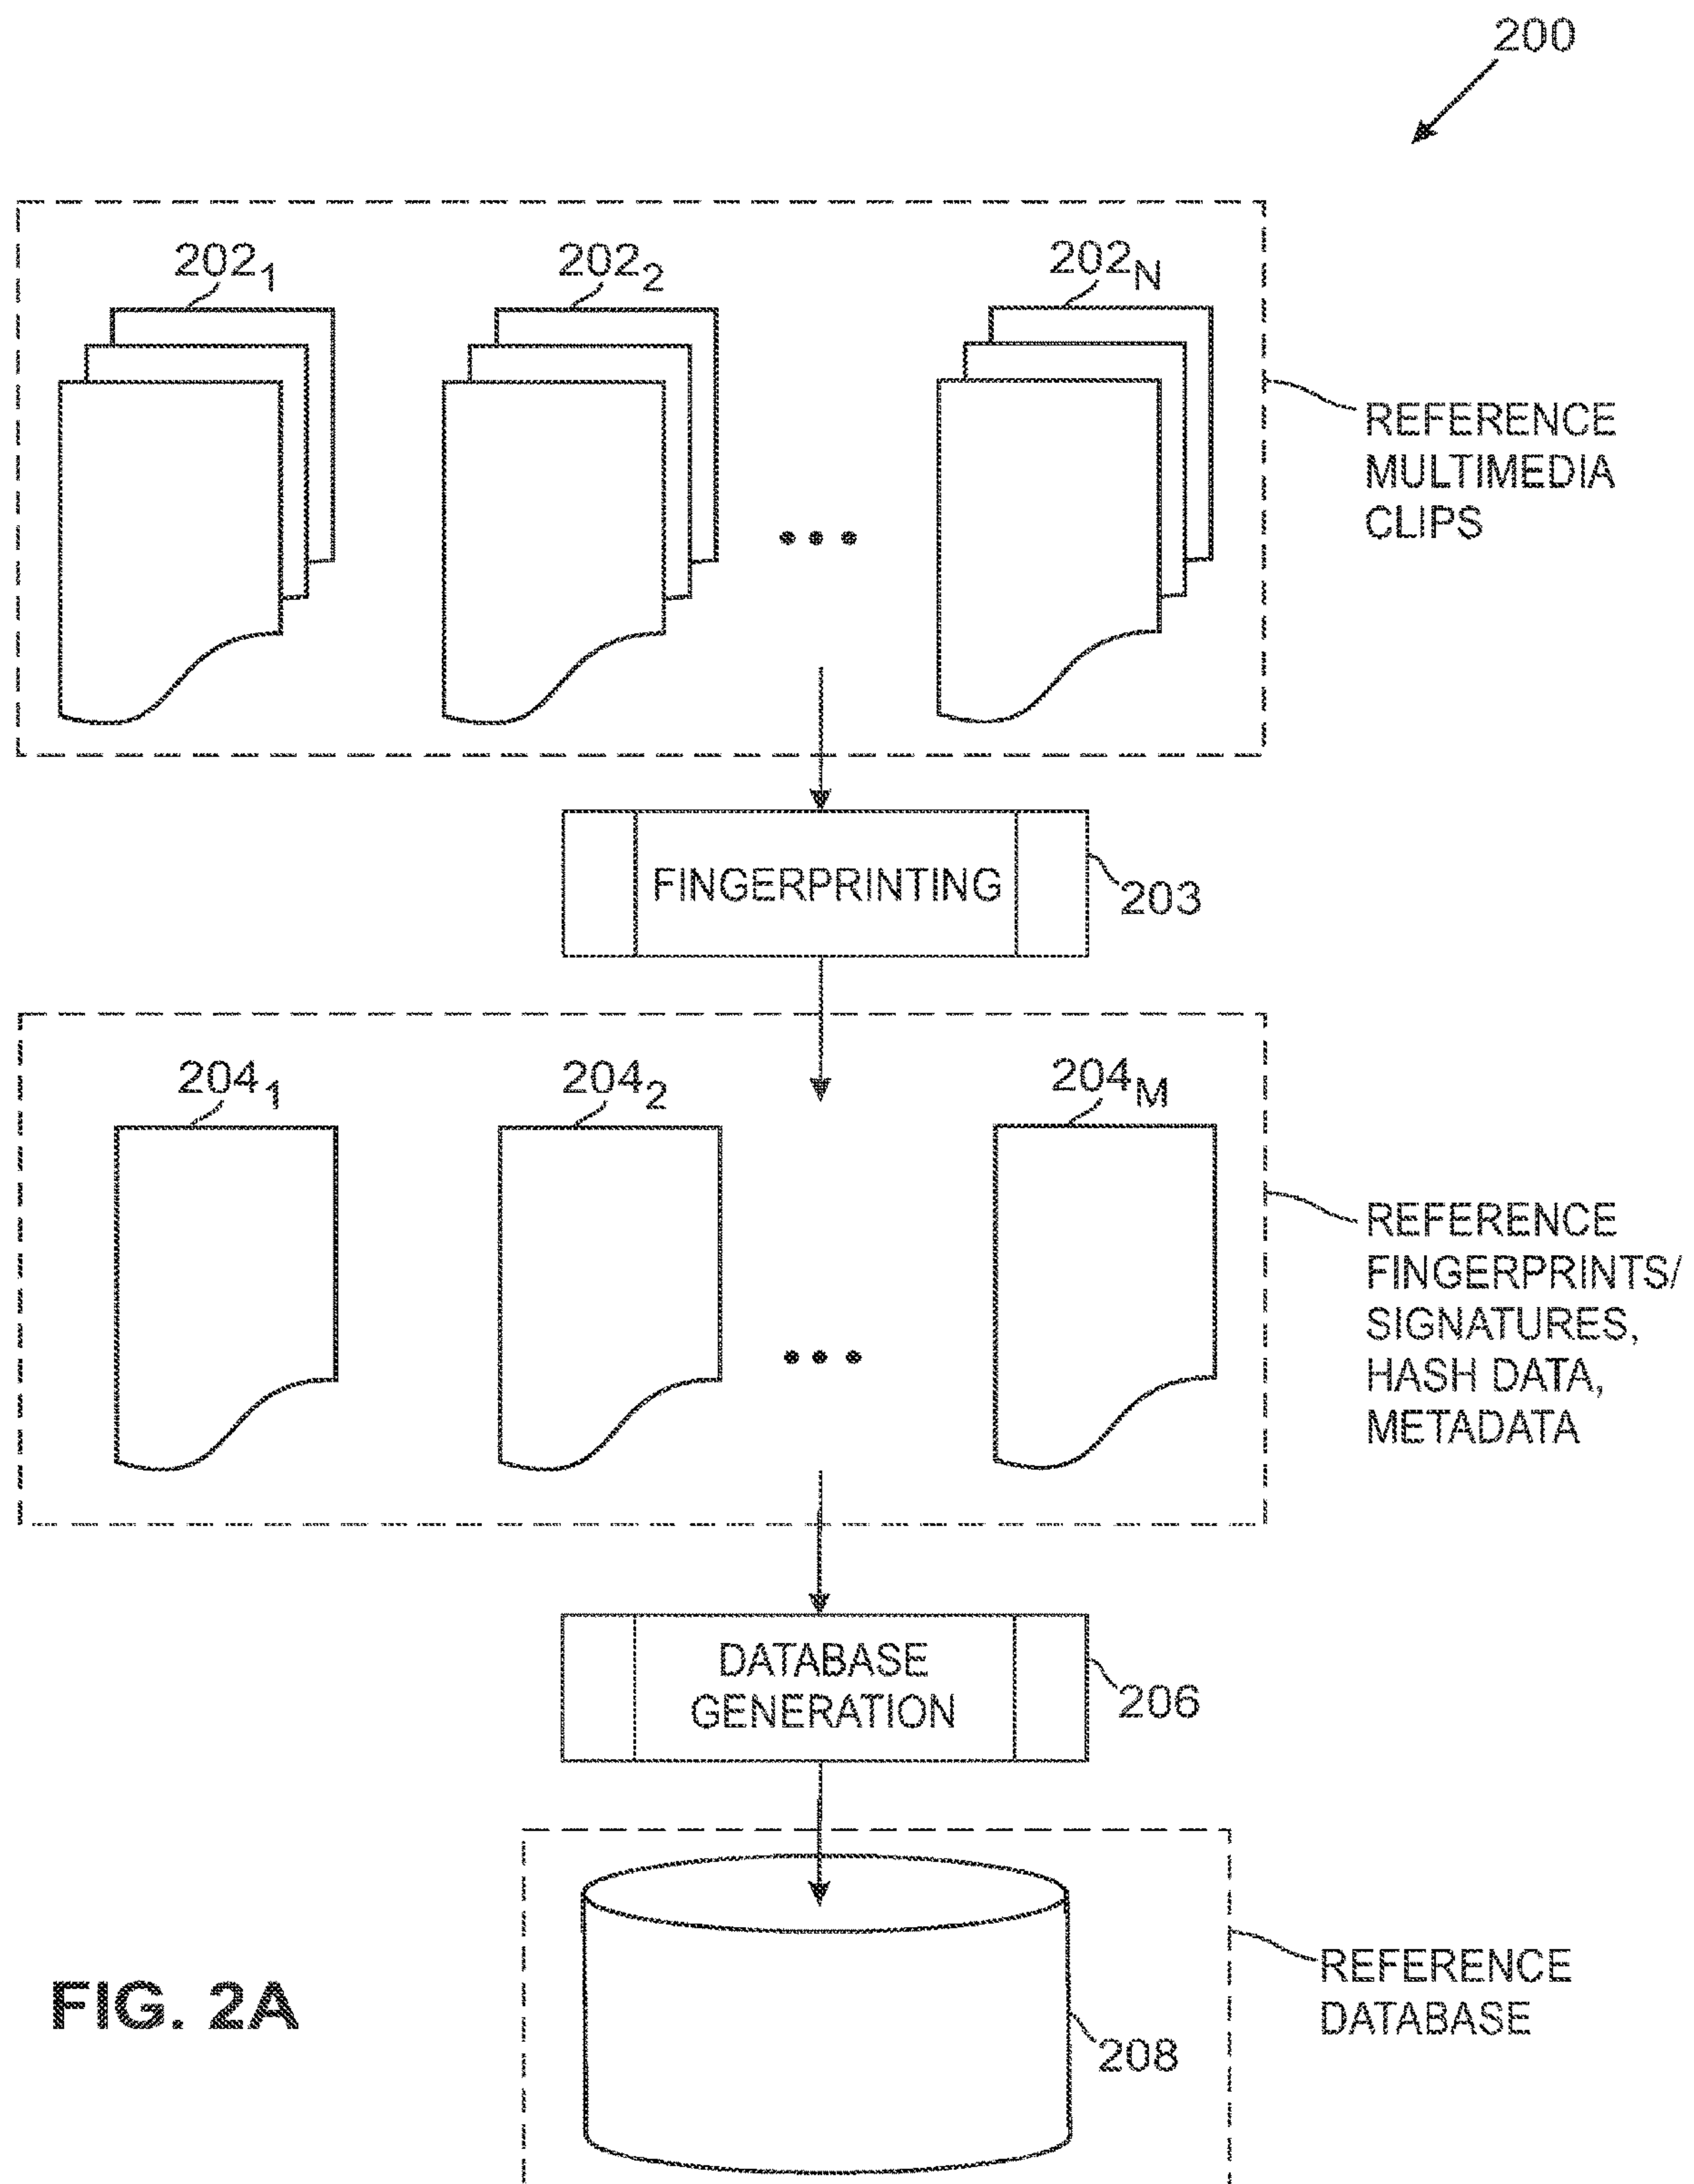 200
202₁
202₂
202N
REFERENCE
MULTIMEDIA
CLIPS
FINGERPRINTING
203
204₁
204₂
204M
REFERENCE
FINGERPRINTS/
SIGNATURES,
HASH DATA,
METADATA
DATABASE
GENERATION
206
REFERENCE
DATABASE
208
FIG. 2A